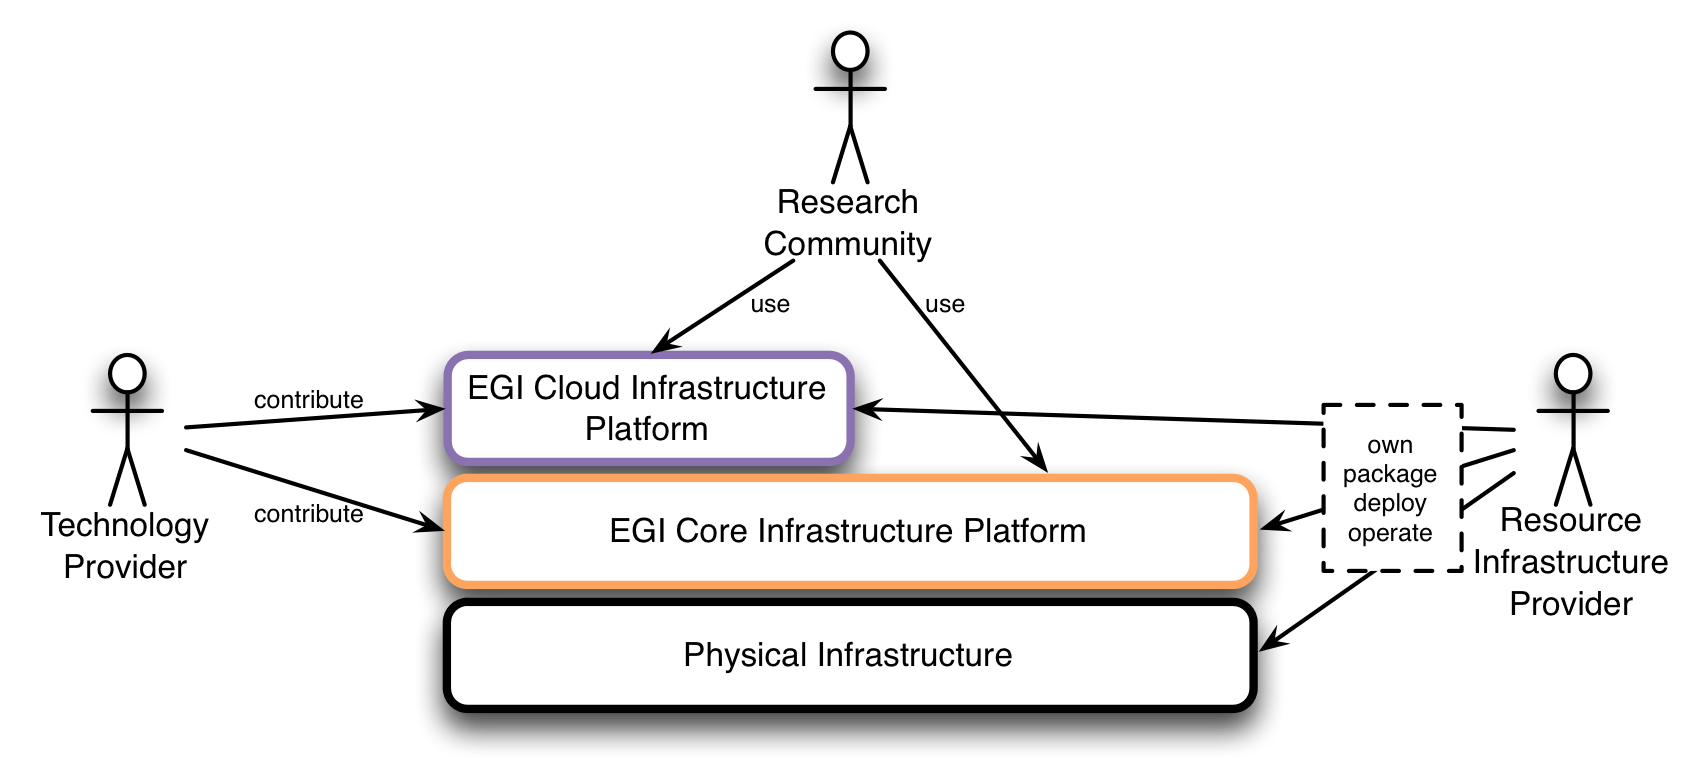 Research
Community
use
use
EGI Cloud Infrastructure
Platform
contribute
contribute
Technology
Provider
own
package
deploy
operate
Resource
Infrastructure
Provider
EGI Core Infrastructure Platform
Physical Infrastructure